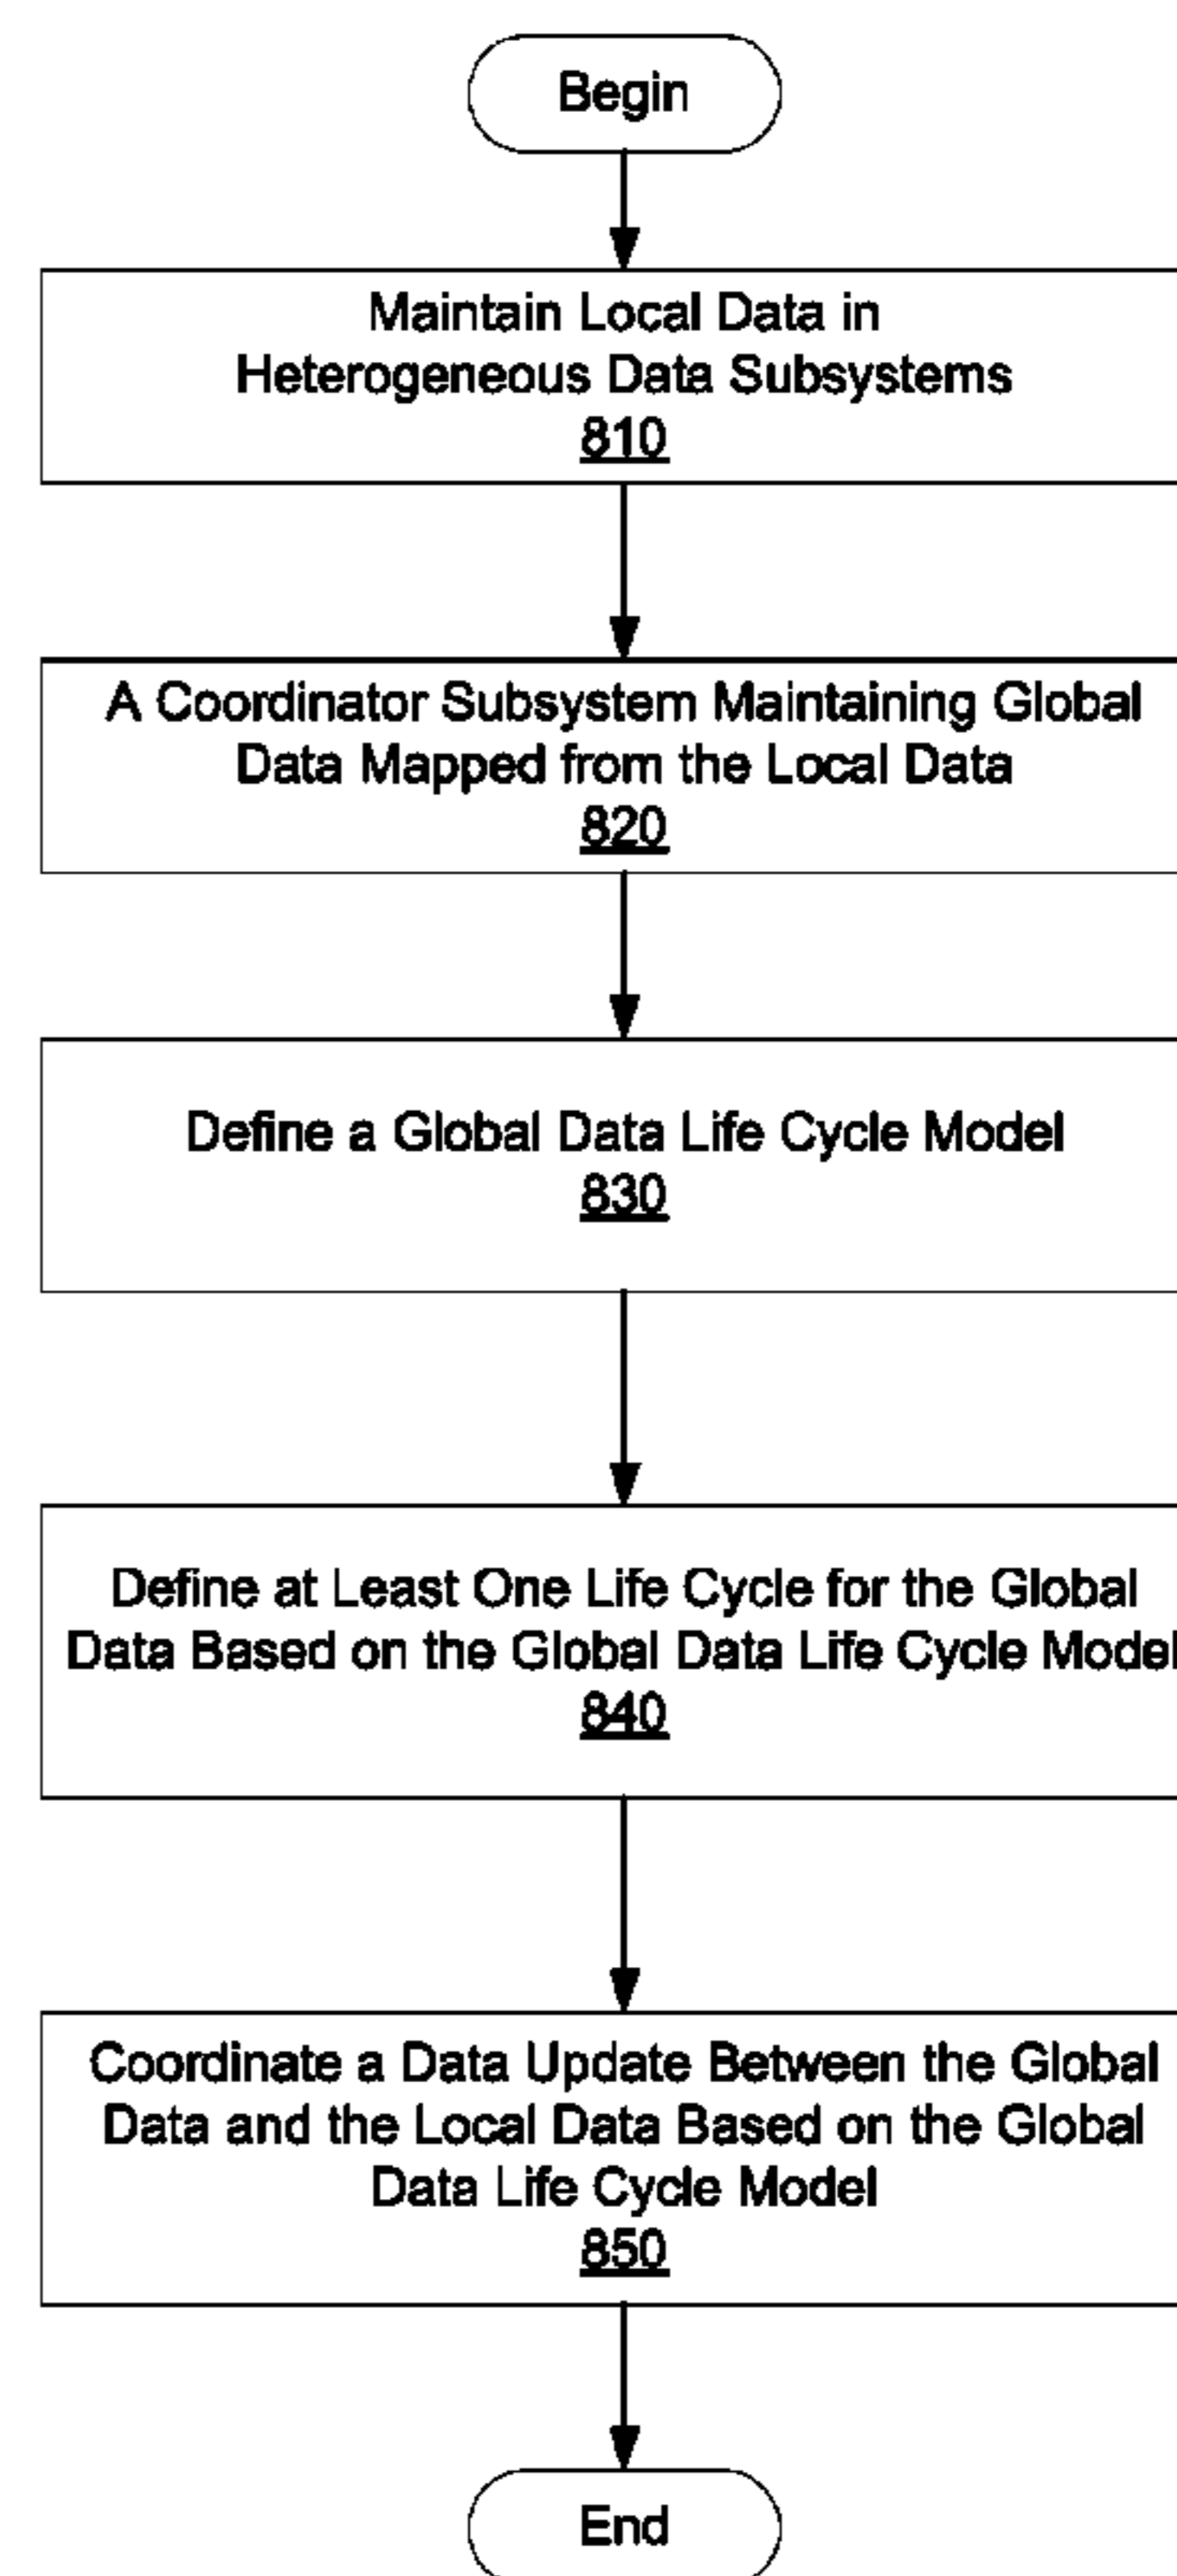 Begin
Maintain Local Data in
Heterogeneous Data Subsystems
810
A Coordinator Subsystem Maintaining Global
Data Mapped from the Local Data
820
Define a Global Data Life Cycle Model
830
Define at Least One Life Cycle for the Global
Data Based on the Global Data Life Cycle Model
840
Coordinate a Data Update Between the Global
Data and the Local Data Based on the Global
Data Life Cycle Model
850
End